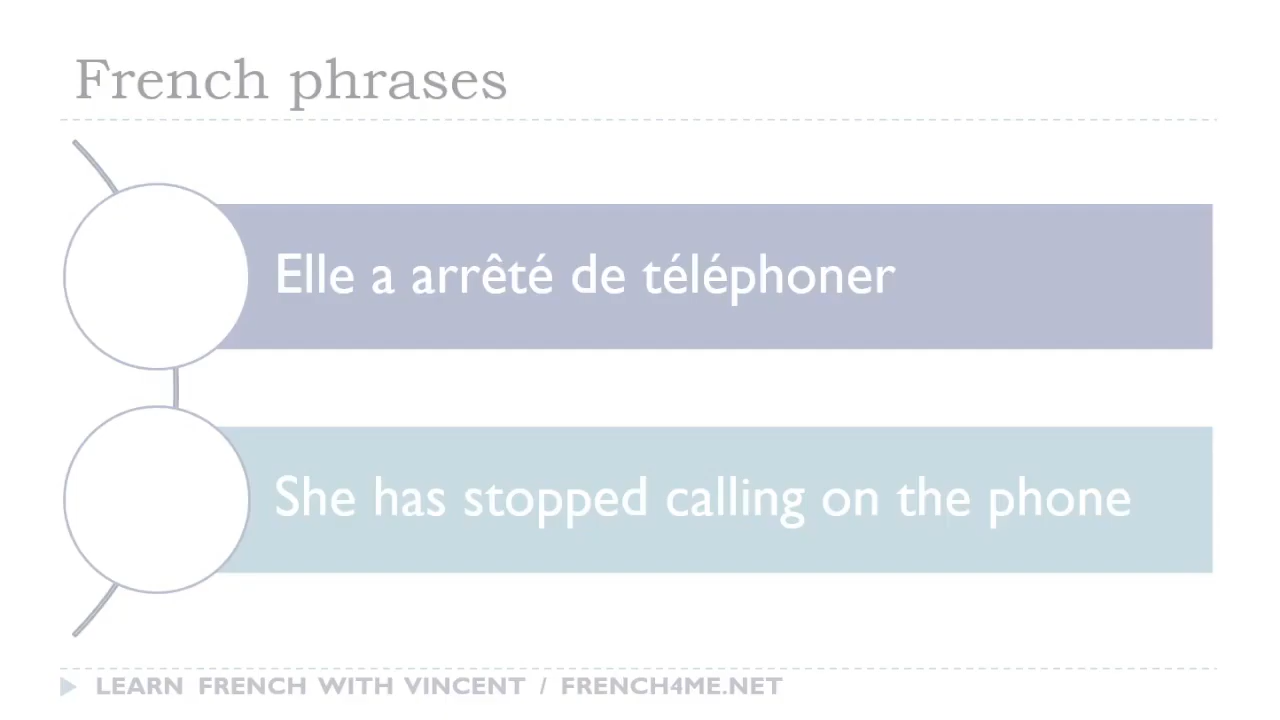 French phrases
Elle a arrêté de téléphoner
She has stopped calling on the phone
LEARN FRENCH WITH VINCENT / FRENCH4ME.NET